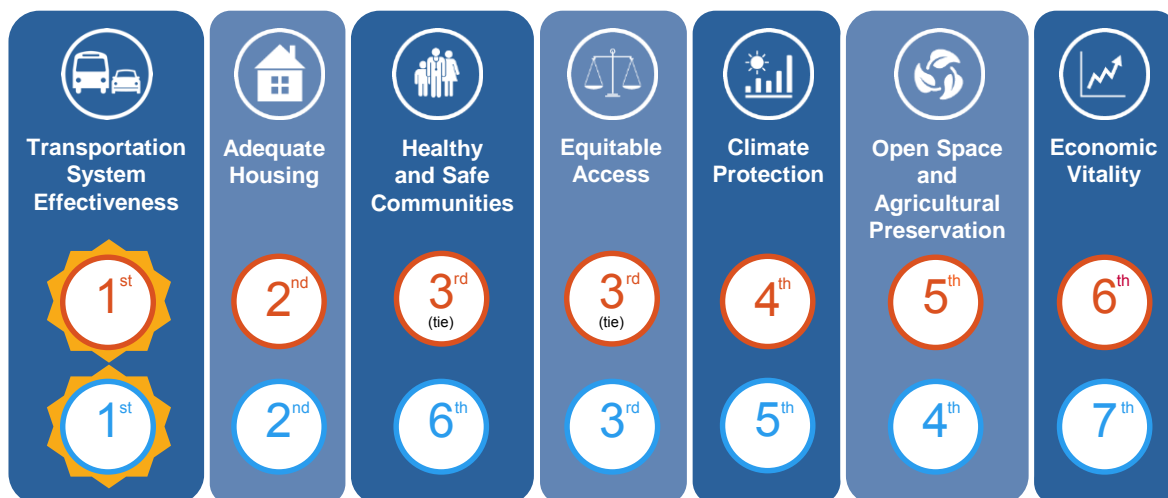 Transportation
System
Effectiveness
Adequate
Housing
Healthy
and Safe
Communities
Equitable
Access
Climate
Protection
Open Space
and
Agricultural
Preservation
Economic
Vitality
1st
2nd
3rd
(tie)
3rd
(tie)
4th
5th
6th
1st
2nd
6th
3rd
5th
4th
7th